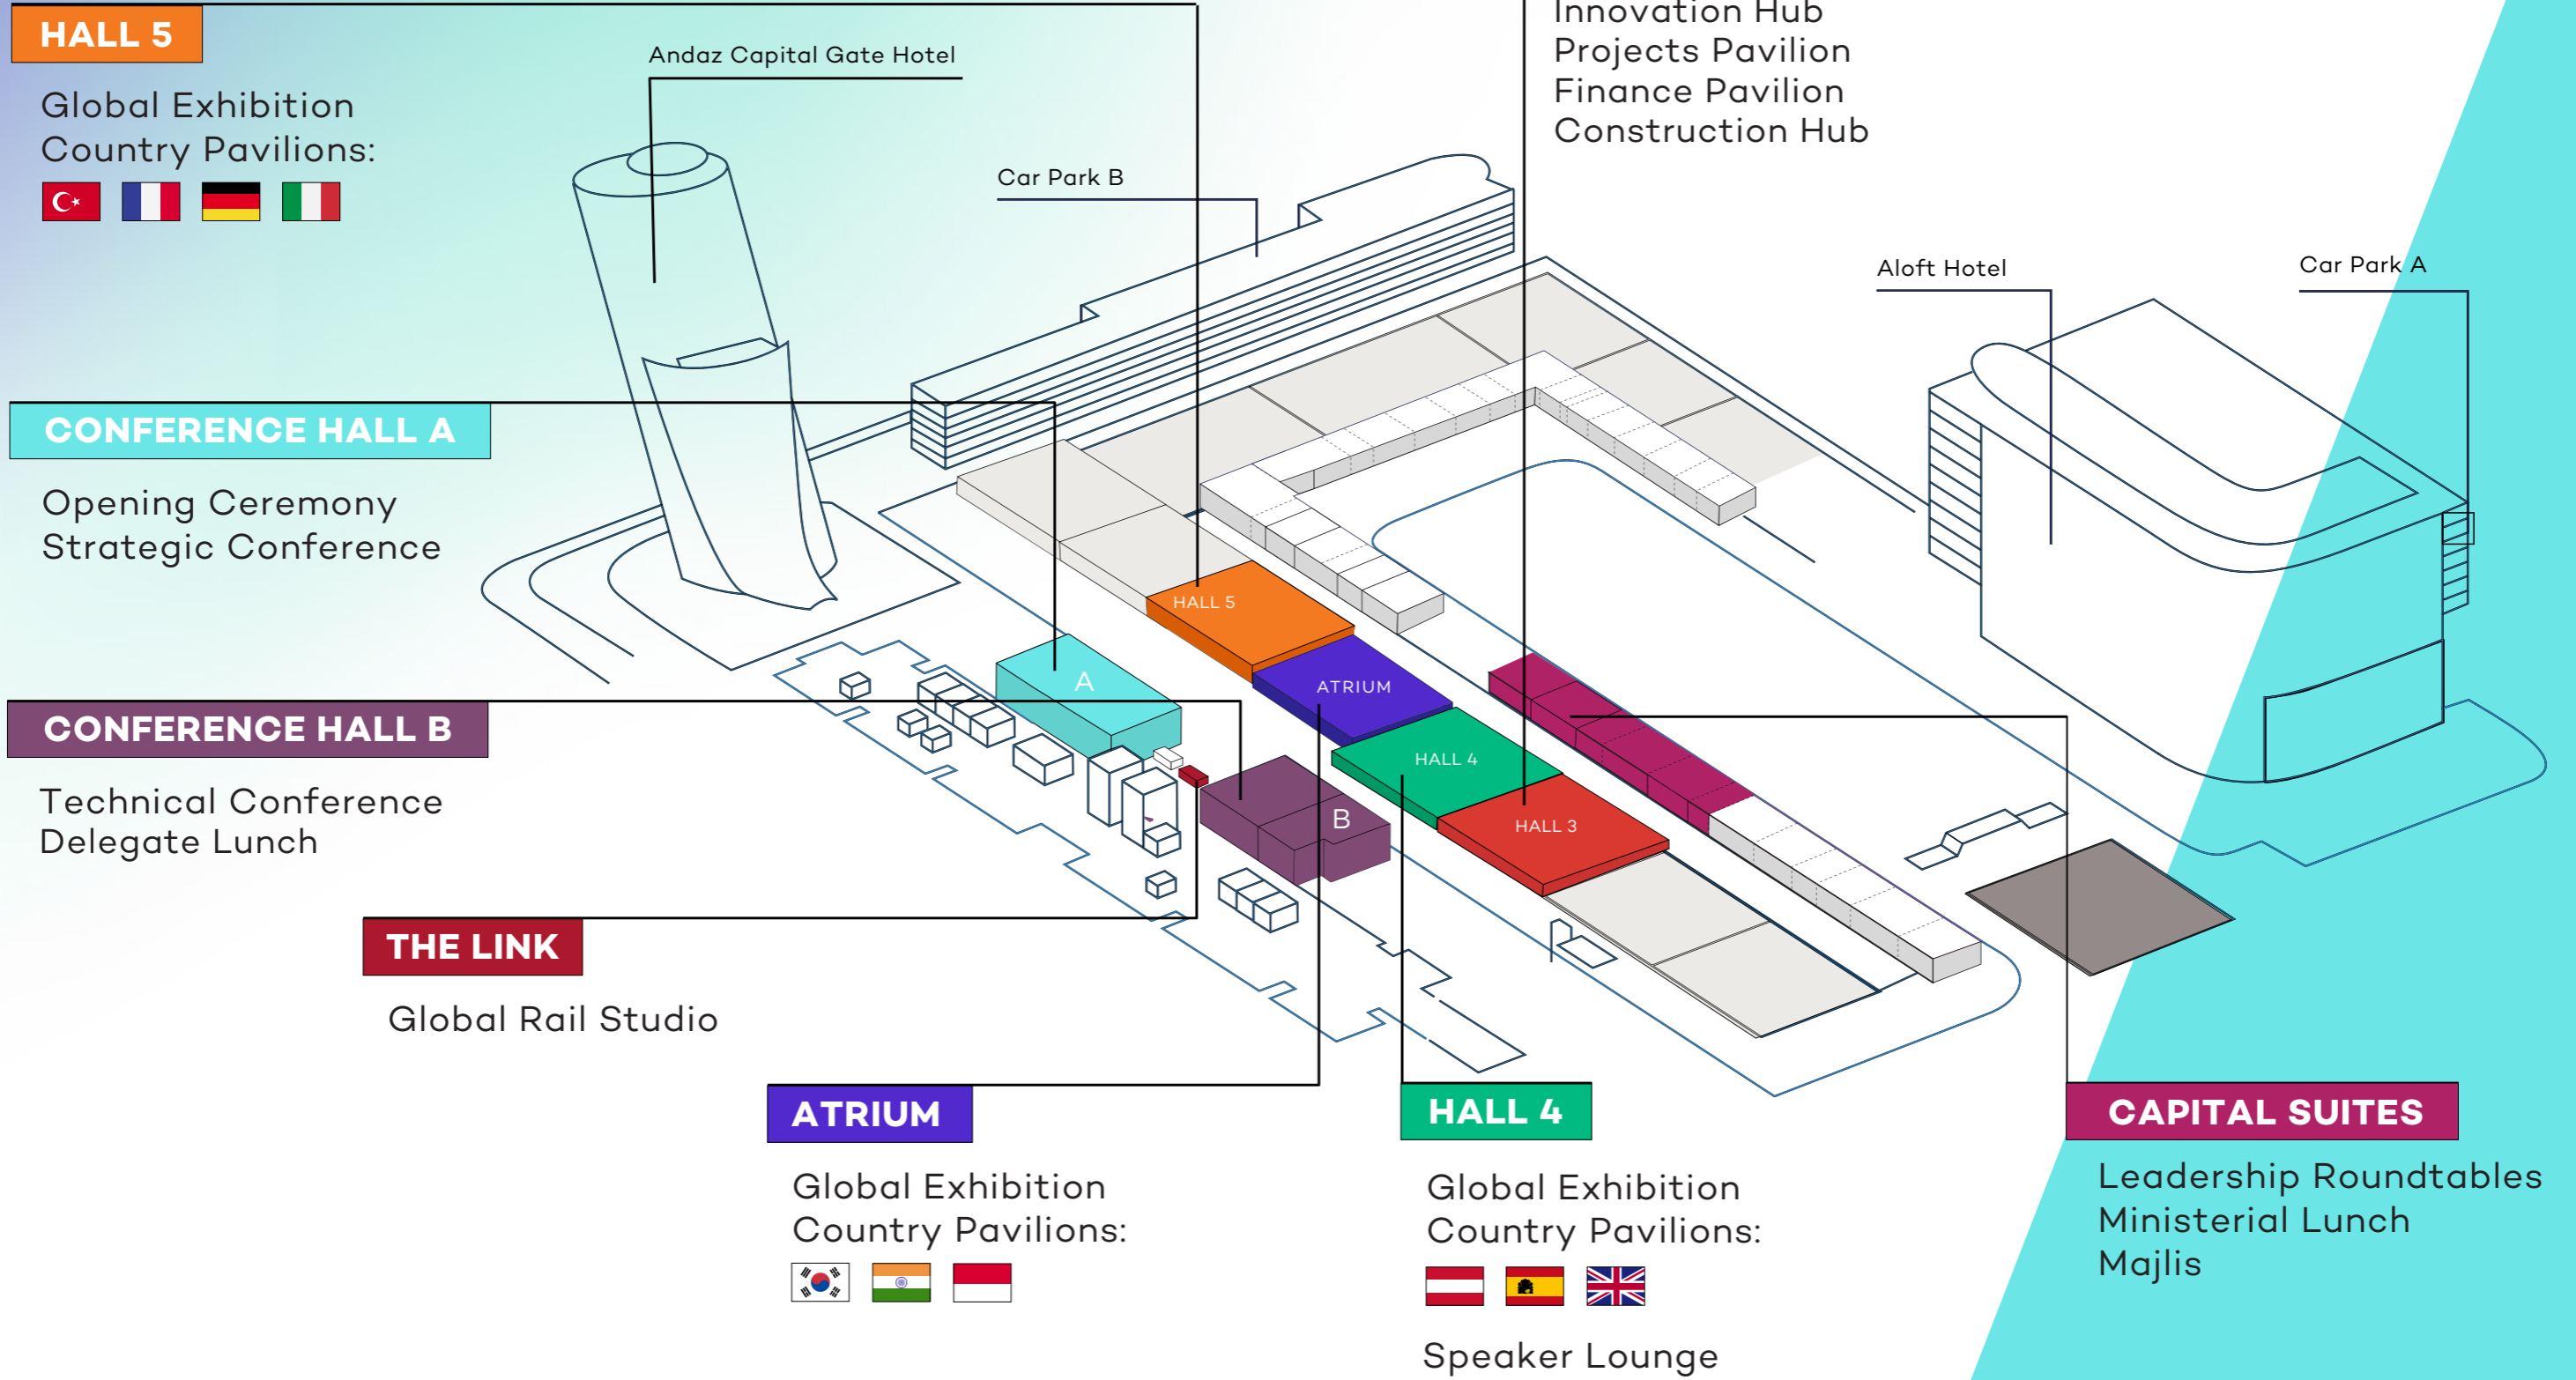 HALL 5
Global Exhibition
Country Pavilions:
Andaz Capital Gate Hotel
Car Park B
Innovation Hub
Projects Pavilion
Finance Pavilion
Construction Hub
Aloft Hotel
Car Park A
CONFERENCE HALL A
Opening Ceremony
Strategic Conference
HALL 5
A
ATRIUM
HALL 4
B
HALL 3
CONFERENCE HALL B
Technical Conference
Delegate Lunch
THE LINK
Global Rail Studio
ATRIUM
Global Exhibition
Country Pavilions:
HALL 4
Global Exhibition
Country Pavilions:
Speaker Lounge
CAPITAL SUITES
Leadership Roundtables
Ministerial Lunch
Majlis